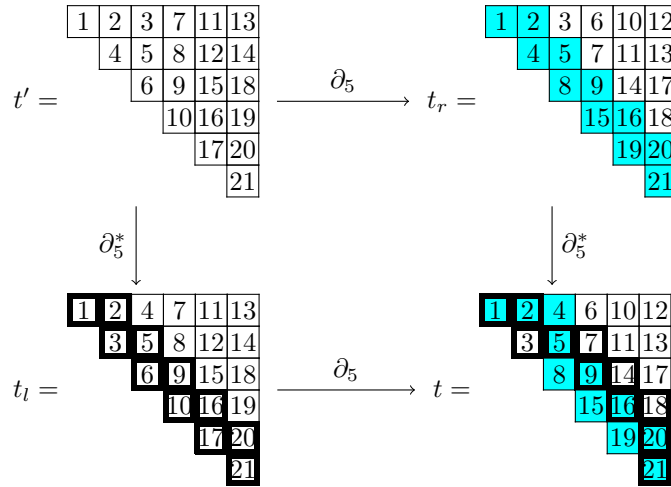 1 2 3 7 11 13 1 2 3 6 10 12
4 5 8 12 14 4 5 7 11 13
t′ = 6 9 15 18 ∂₅ tᵣ = 8 9 14 17
10 16 19 15 16 18
17 20 19 20
21 21
∂₅* ∂₅*
1 2 4 7 11 13 1 2 4 6 10 12
3 5 8 12 14 3 5 7 11 13
tₗ = 6 9 15 18 ∂₅ t = 8 9 14 17
10 16 19 15 16 18
17 20 19 20
21 21